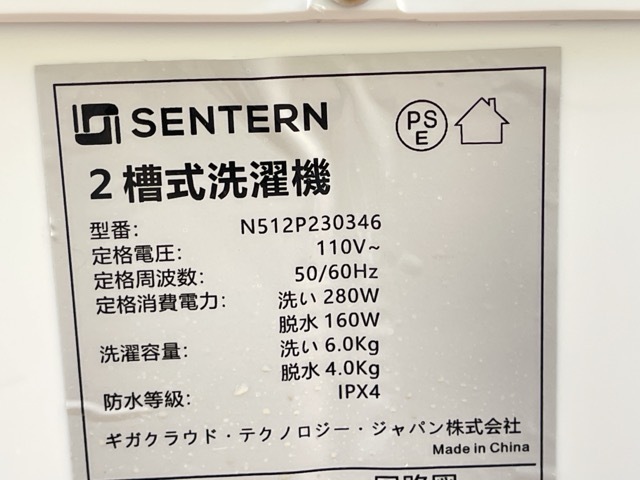 SENTERN
PS
E
2槽式洗濯機
型番: N512P230346
定格電圧: 110V~
定格周波数: 50/60Hz
定格消費電力: 洗い 280W
脱水 160W
洗濯容量: 洗い 6.0Kg
脱水 4.0Kg
防水等級: IPX4
ギガクラウド・テクノロジー・ジャパン株式会社
Made in China